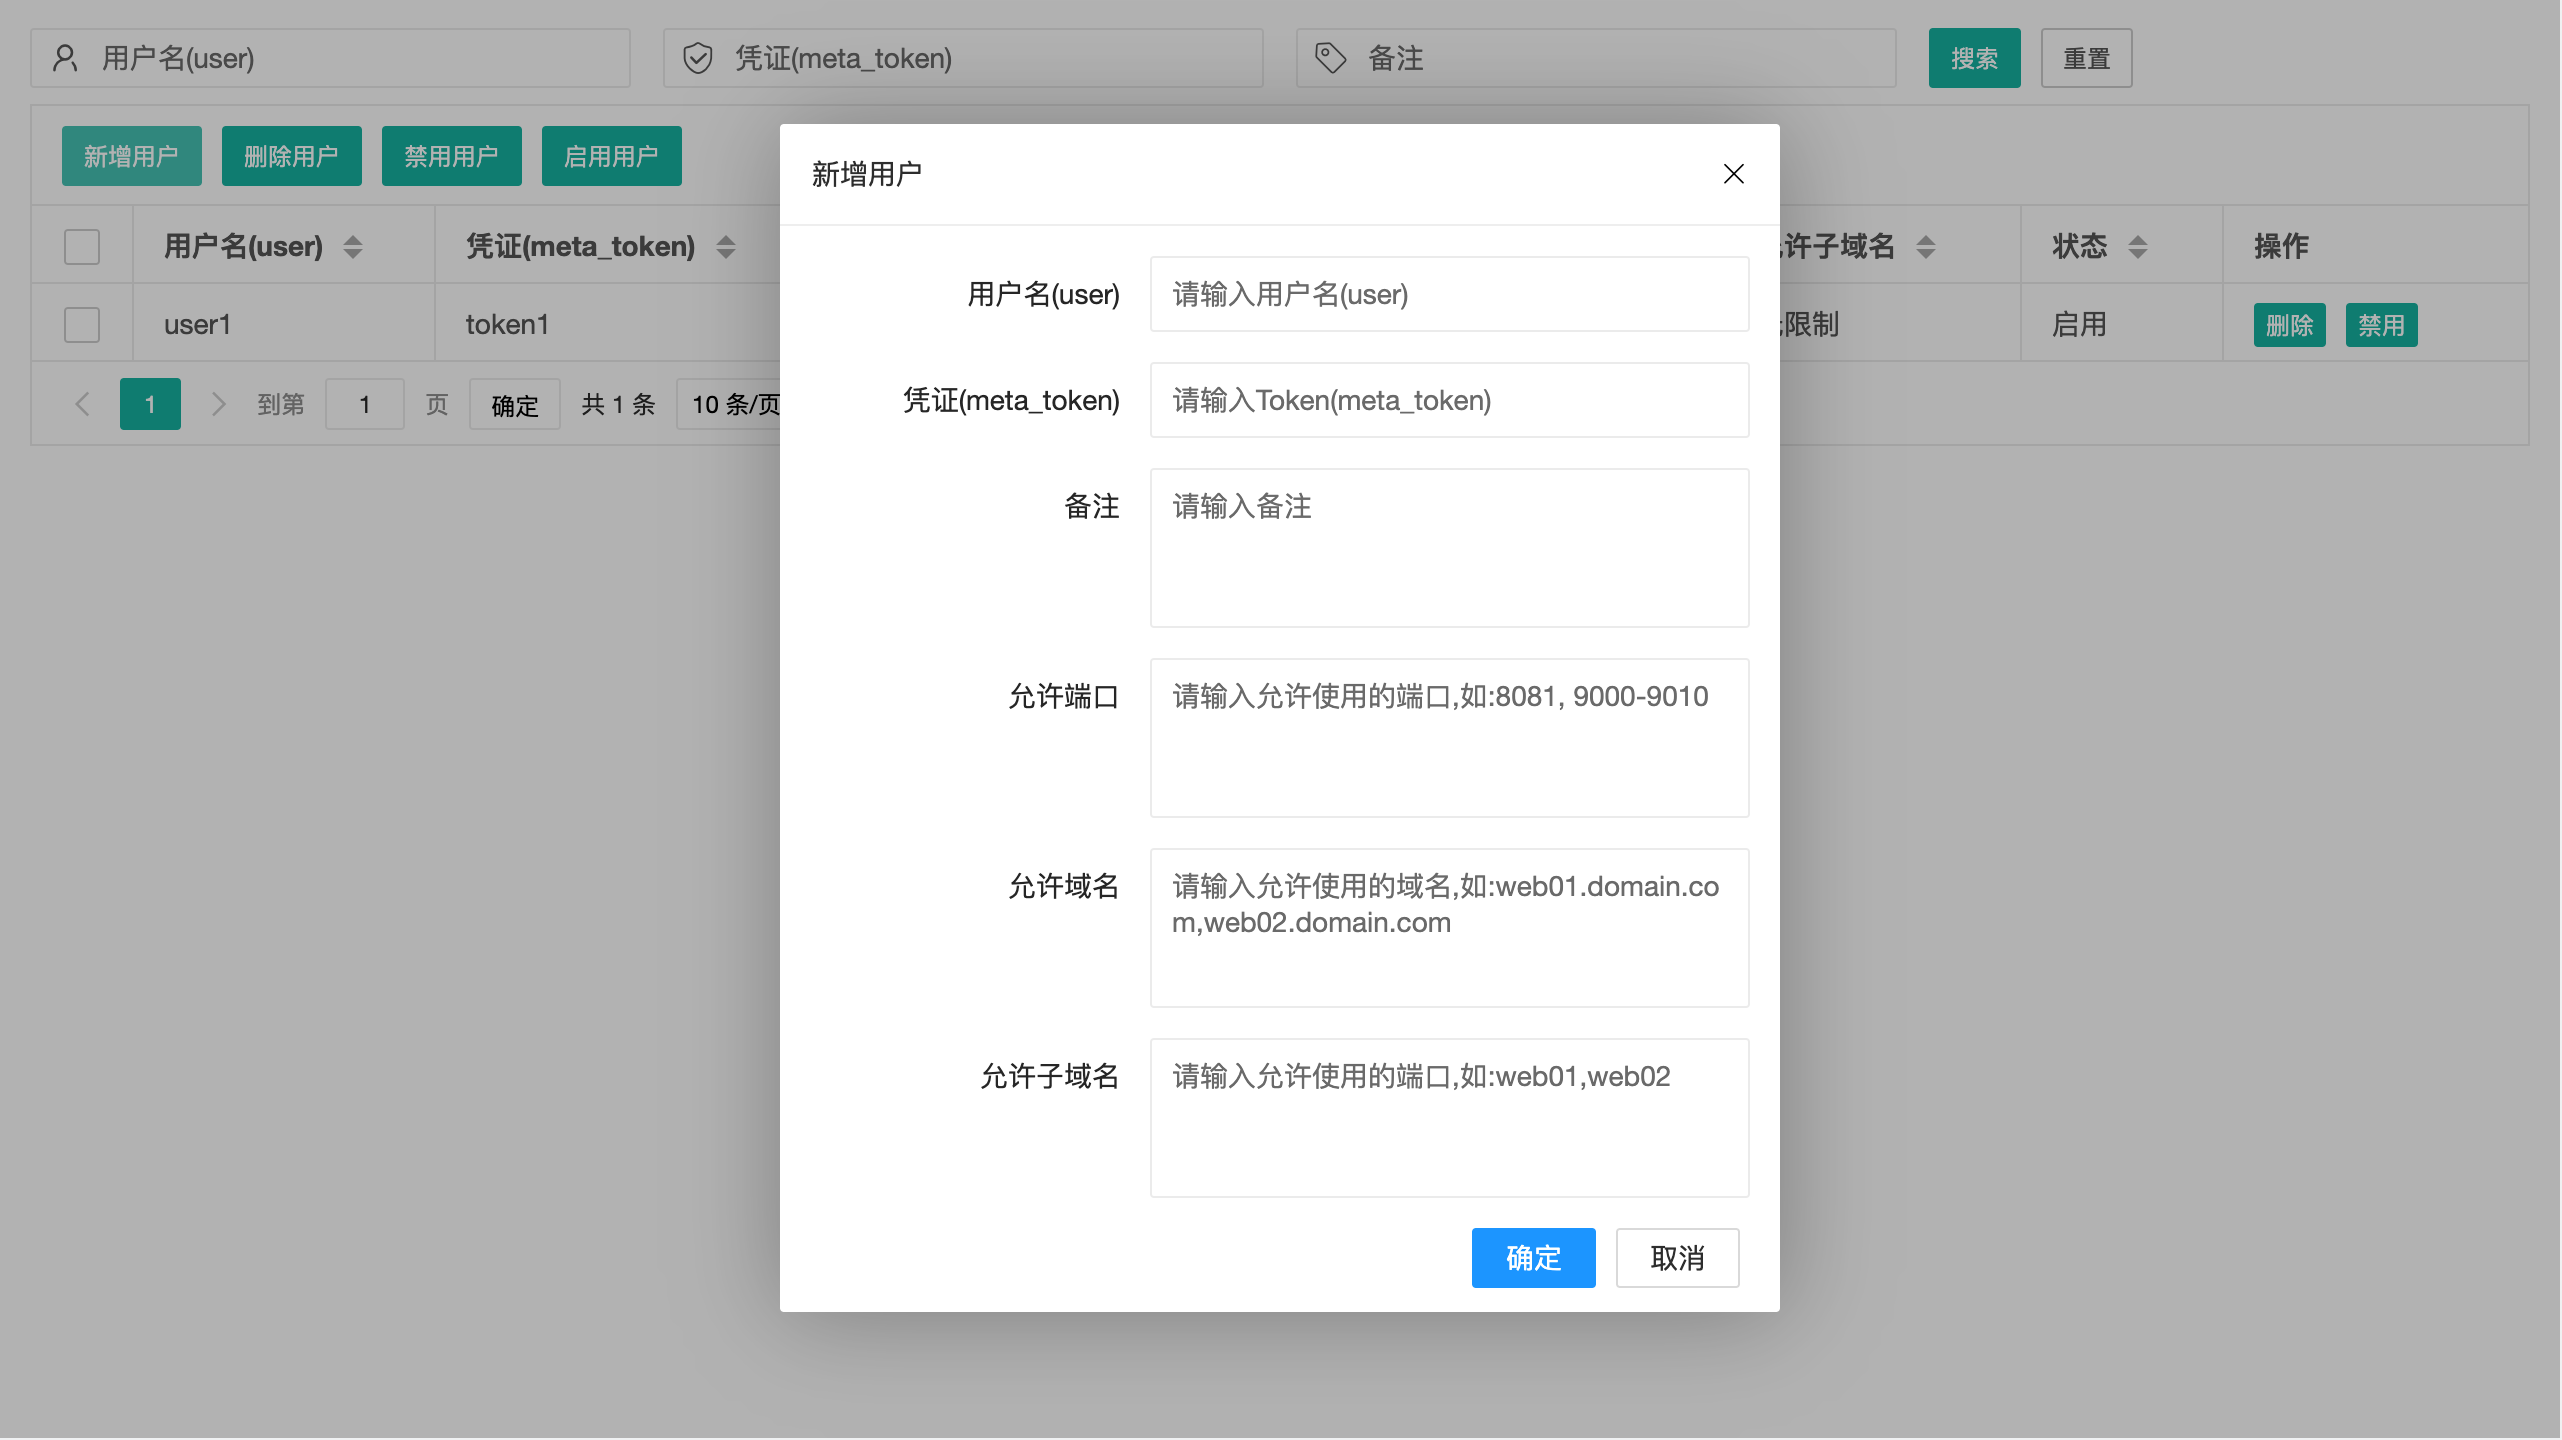 用户名(user)
凭证(meta_token)
备注
搜索
重置
新增用户
删除用户
禁用用户
启用用户
用户名(user)
凭证(meta_token)
许子域名
状态
操作
user1
token1
限制
启用
删除
禁用
1
到第
1
页
确定
共 1 条
10 条/页
新增用户
用户名(user)
请输入用户名(user)
凭证(meta_token)
请输入Token(meta_token)
备注
请输入备注
允许端口
请输入允许使用的端口,如:8081, 9000-9010
允许域名
请输入允许使用的域名,如:web01.domain.co
m,web02.domain.com
允许子域名
请输入允许使用的端口,如:web01,web02
确定
取消